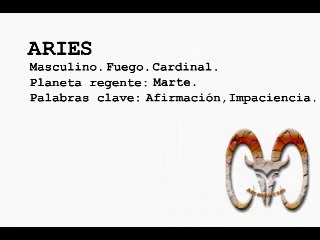 ARIES
Masculino. Fuego. Cardinal.
Planeta regente: Marte.
Palabras clave: Afirmación, Impaciencia.